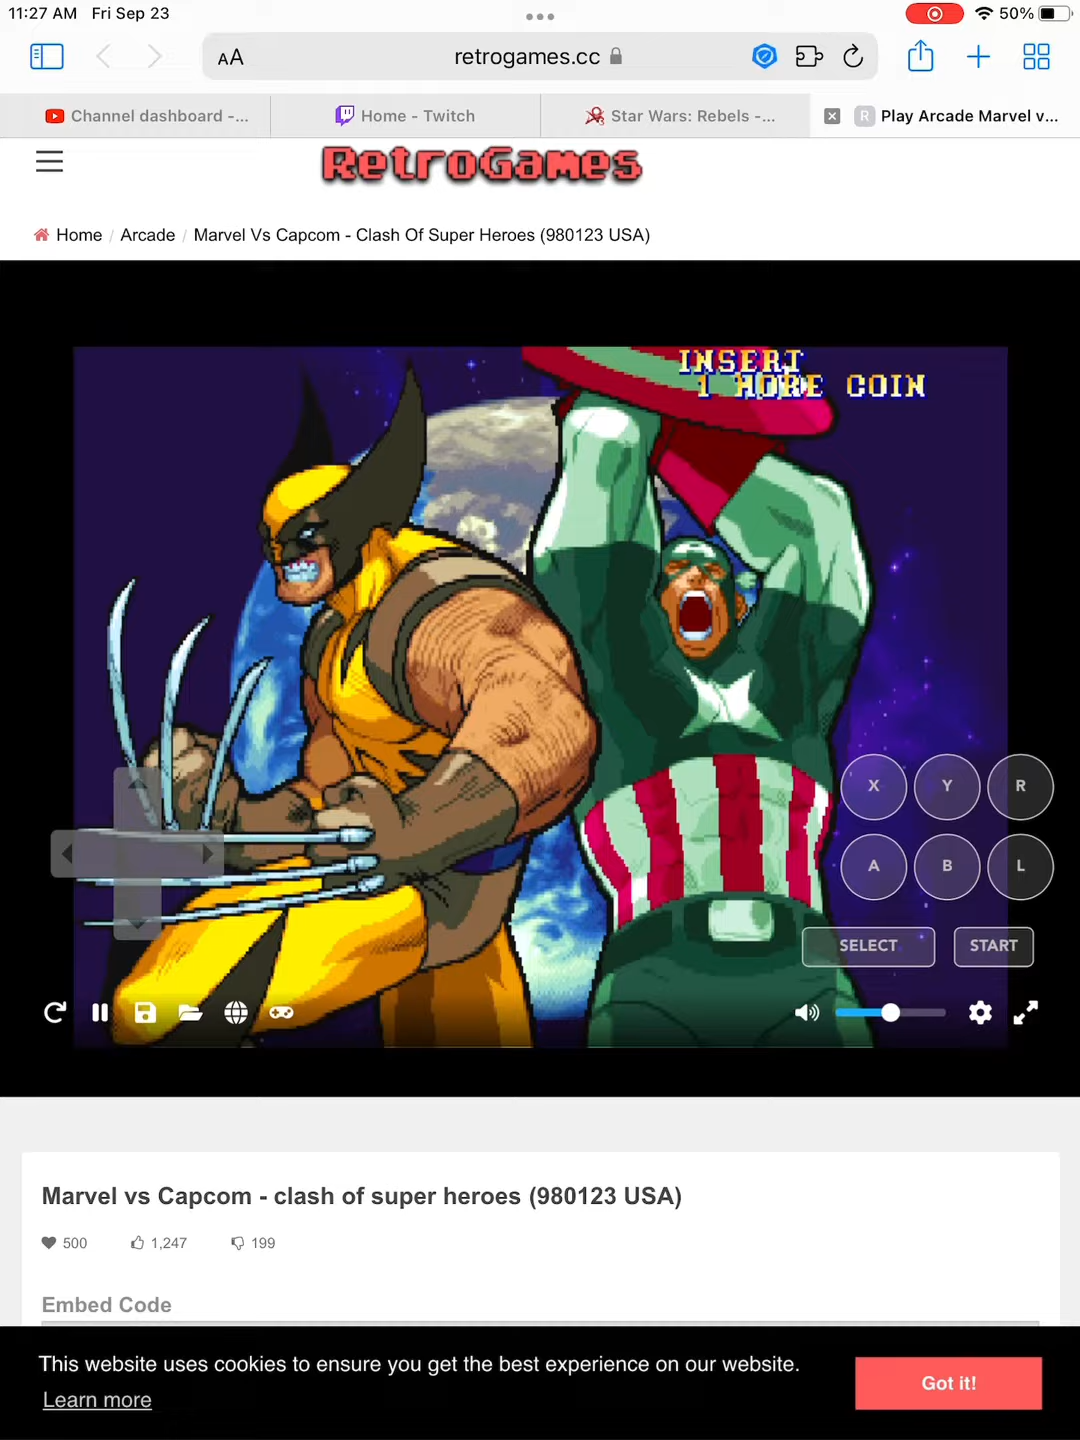 11:27 AM Fri Sep 23
50%
AA
retrogames.cc
Channel dashboard -...
Home - Twitch
Star Wars: Rebels -...
R
Play Arcade Marvel v...
RetroGames
Home / Arcade / Marvel Vs Capcom - Clash Of Super Heroes (980123 USA)
INSERT
1 MORE COIN
X Y R
A B L
SELECT START
Marvel vs Capcom - clash of super heroes (980123 USA)
500 1,247 199
Embed Code
This website uses cookies to ensure you get the best experience on our website.
Learn more
Got it!